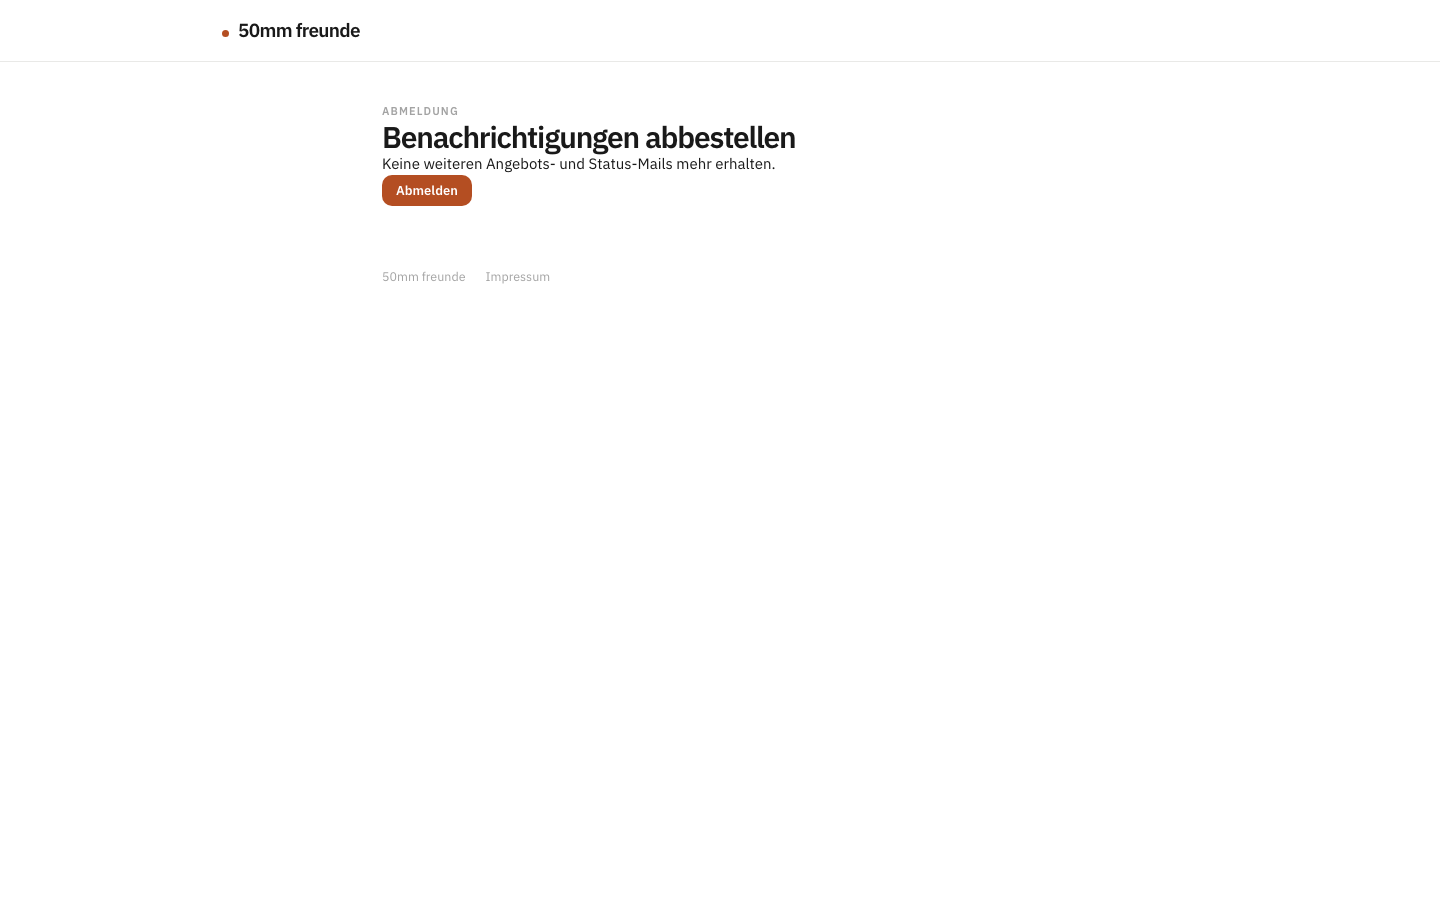 50mm freunde
ABMELDUNG
Benachrichtigungen abbestellen
Keine weiteren Angebots- und Status-Mails mehr erhalten.
Abmelden
50mm freunde Impressum